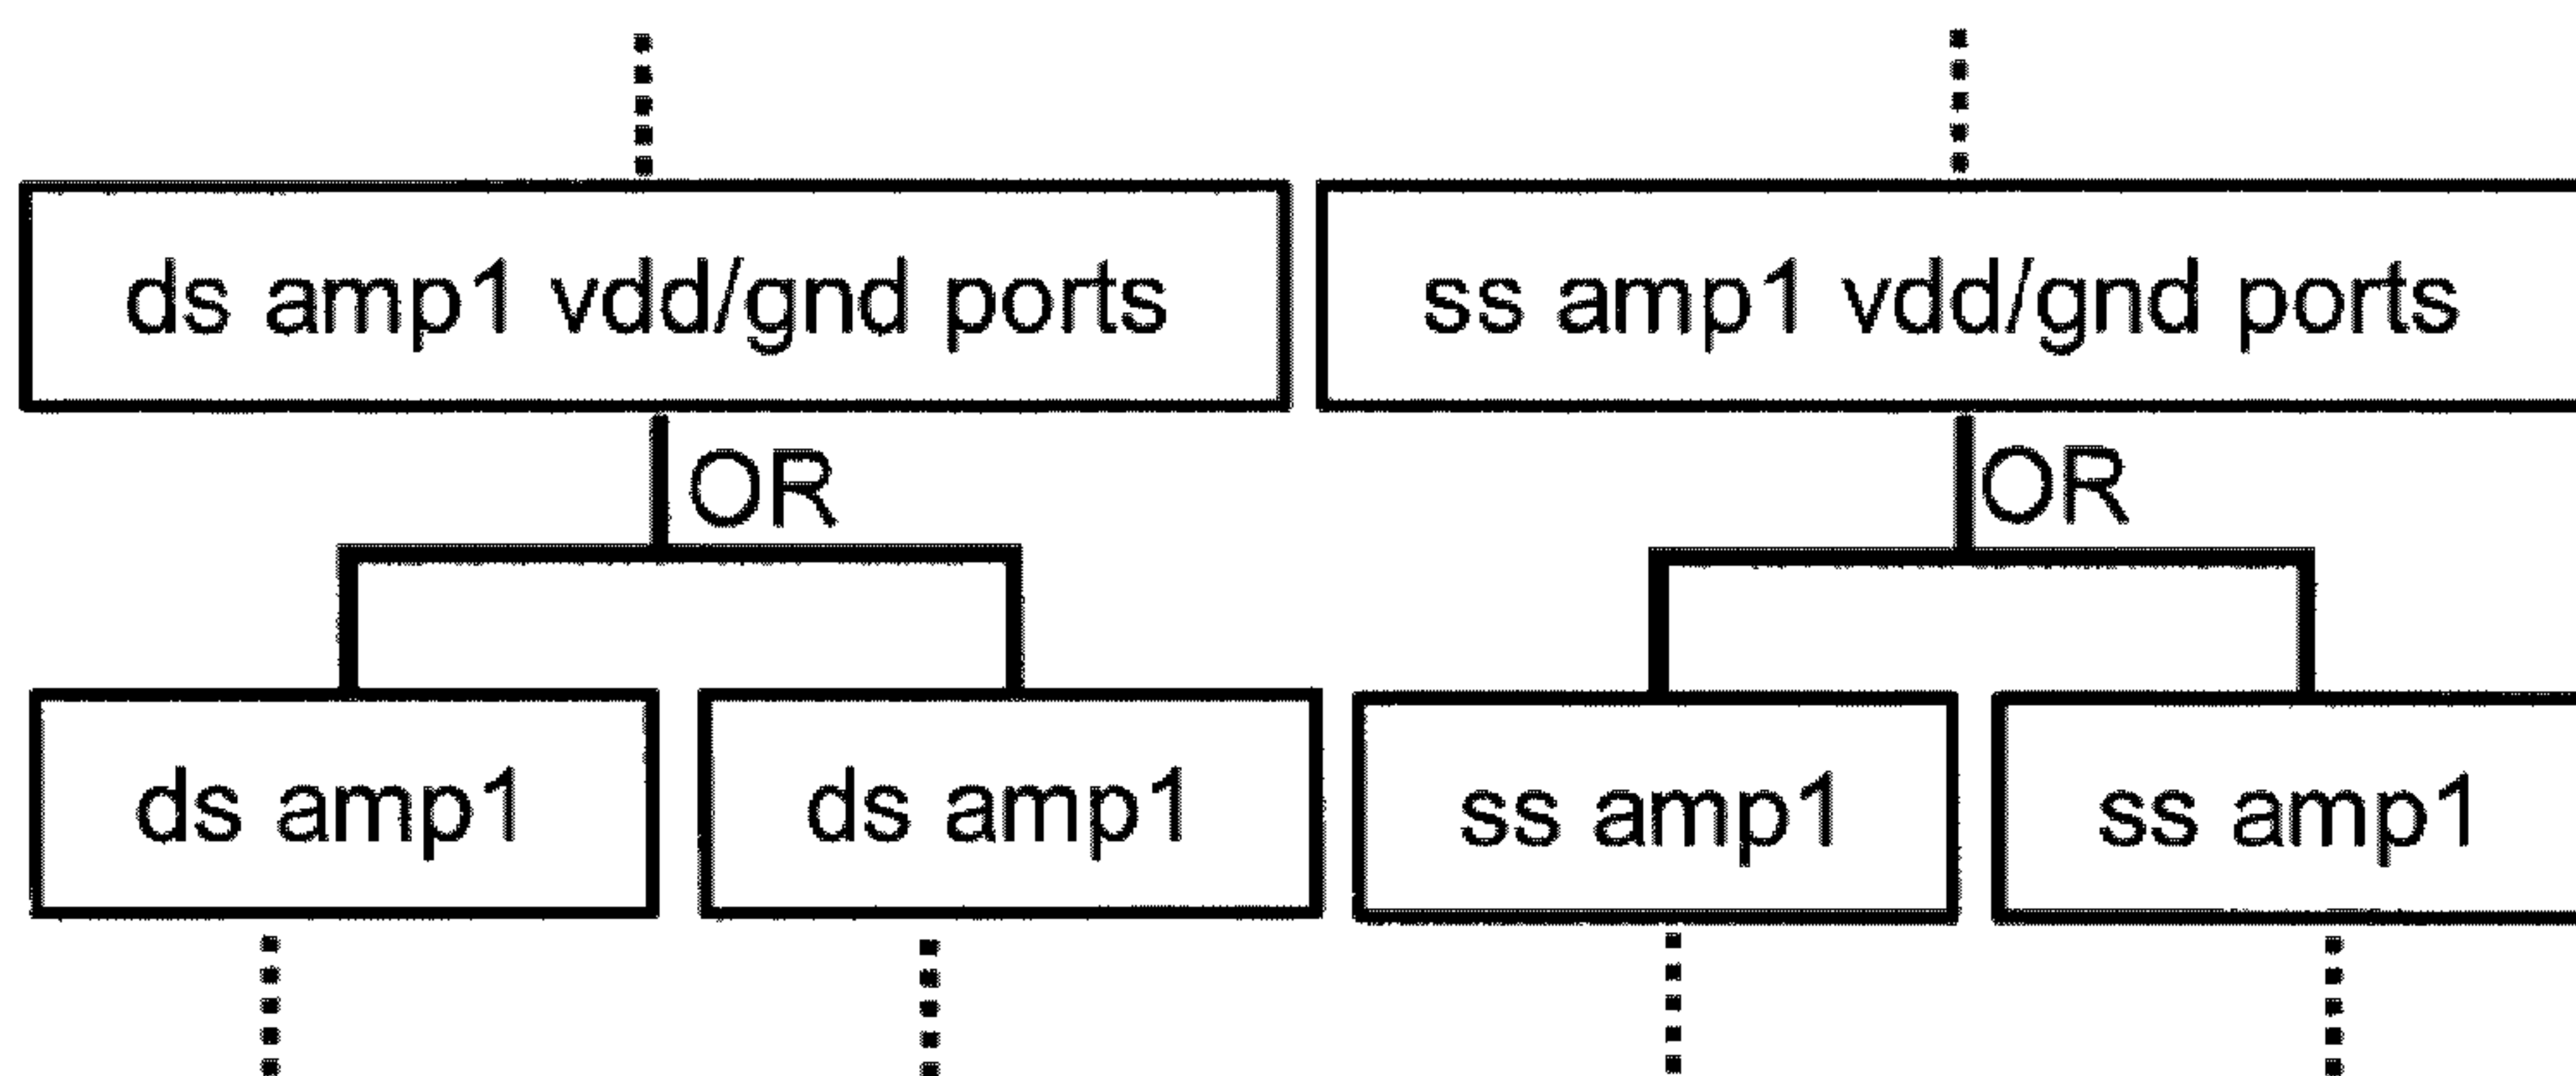 ds amp1 vdd/gnd ports
ss amp1 vdd/gnd ports
OR
OR
ds amp1
ds amp1
ss amp1
ss amp1